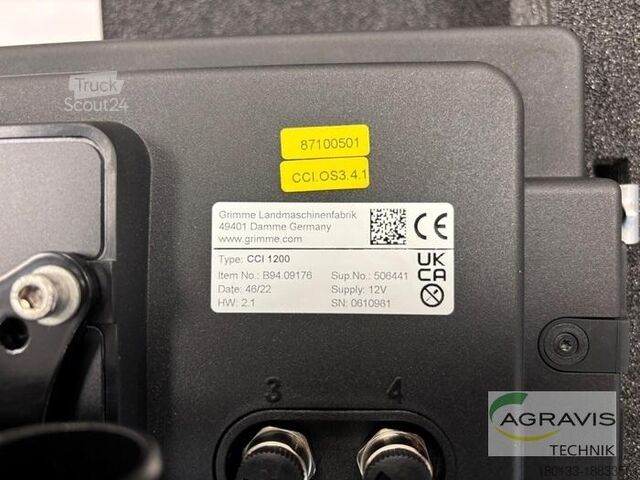 Truck
Scout24
87100501
CCI.OS3.4.1
Grimme Landmaschinenfabrik
49401 Damme Germany
www.grimme.com
CE
Type: CCI 1200
Item No.: B94.09176 Sup.No.: 506441
Date: 46/22 Supply: 12V
HW: 2.1 SN: 0610981
UK
CA
3 4
AGRAVIS
TECHNIK